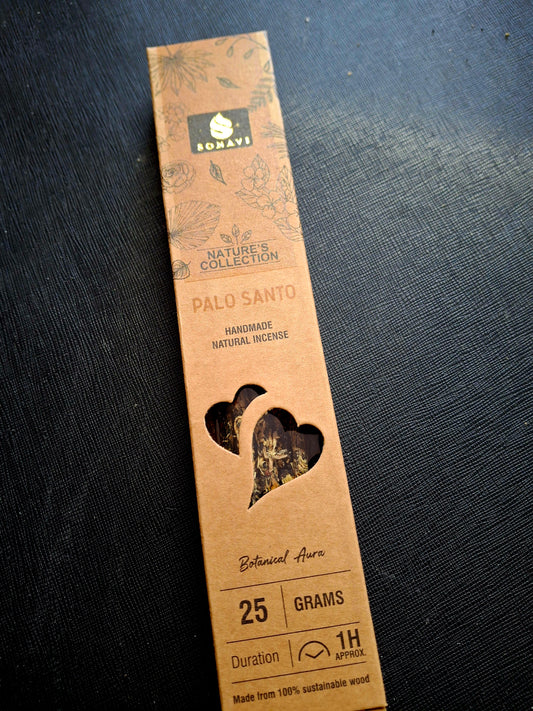 BONAVI
NATURE'S
COLLECTION
PALO SANTO
HANDMADE
NATURAL INCENSE
Botanical Aura
25 GRAMS
Duration 1H
APPROX.
Made from 100% sustainable wood